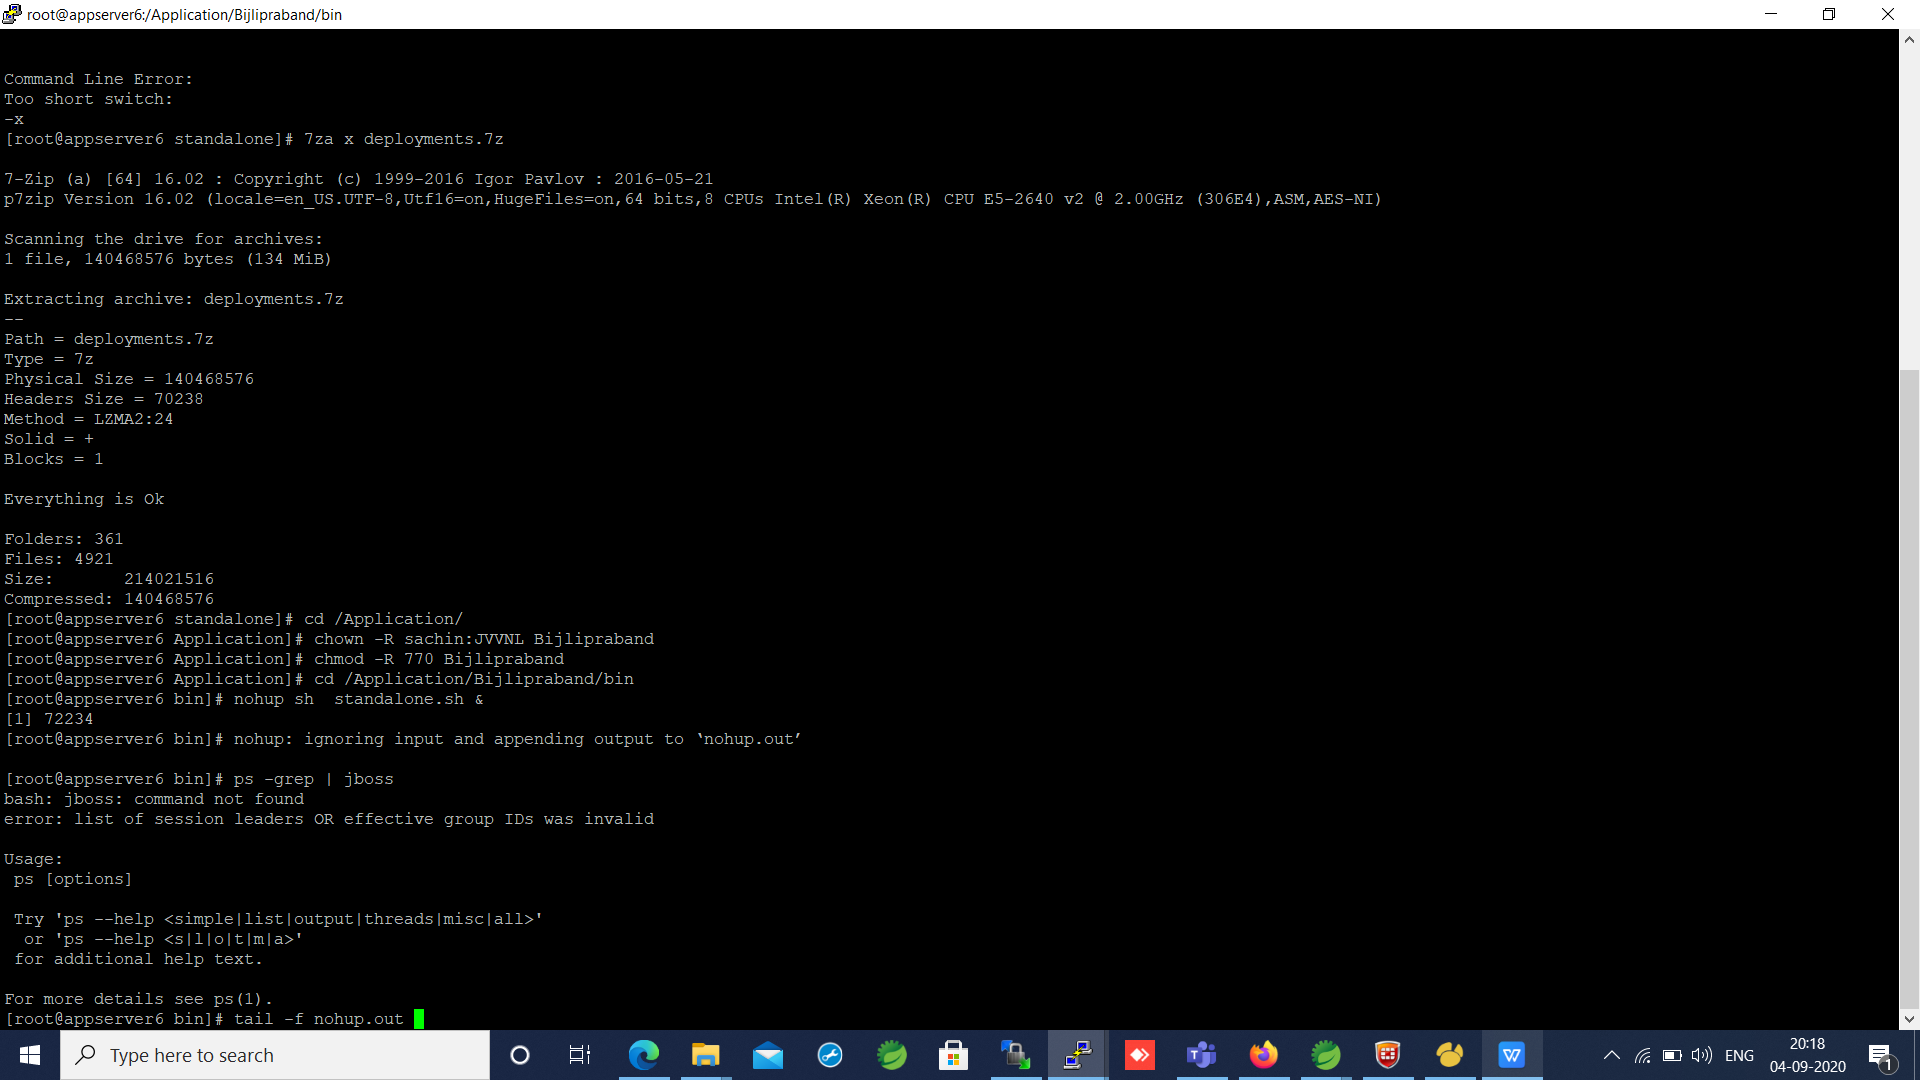 root@appserver6:/Application/Bijlipraband/bin
Command Line Error:
Too short switch:
-x
[root@appserver6 standalone]# 7za x deployments.7z
7-Zip (a) [64] 16.02 : Copyright (c) 1999-2016 Igor Pavlov : 2016-05-21
p7zip Version 16.02 (locale=en_US.UTF-8,Utf16=on,HugeFiles=on,64 bits,8 CPUs Intel(R) Xeon(R) CPU E5-2640 v2 @ 2.00GHz (306E4),ASM,AES-NI)
Scanning the drive for archives:
1 file, 140468576 bytes (134 MiB)
Extracting archive: deployments.7z
--
Path = deployments.7z
Type = 7z
Physical Size = 140468576
Headers Size = 70238
Method = LZMA2:24
Solid = +
Blocks = 1
Everything is Ok
Folders: 361
Files: 4921
Size:       214021516
Compressed: 140468576
[root@appserver6 standalone]# cd /Application/
[root@appserver6 Application]# chown -R sachin:JVVNL Bijlipraband
[root@appserver6 Application]# chmod -R 770 Bijlipraband
[root@appserver6 Application]# cd /Application/Bijlipraband/bin
[root@appserver6 bin]# nohup sh  standalone.sh &
[1] 72234
[root@appserver6 bin]# nohup: ignoring input and appending output to ‘nohup.out’
[root@appserver6 bin]# ps -grep | jboss
bash: jboss: command not found
error: list of session leaders OR effective group IDs was invalid
Usage:
 ps [options]
 Try 'ps --help <simple|list|output|threads|misc|all>'
  or 'ps --help <s|l|o|t|m|a>'
 for additional help text.
For more details see ps(1).
[root@appserver6 bin]# tail -f nohup.out
Type here to search
W
ENG
20:18
04-09-2020
1